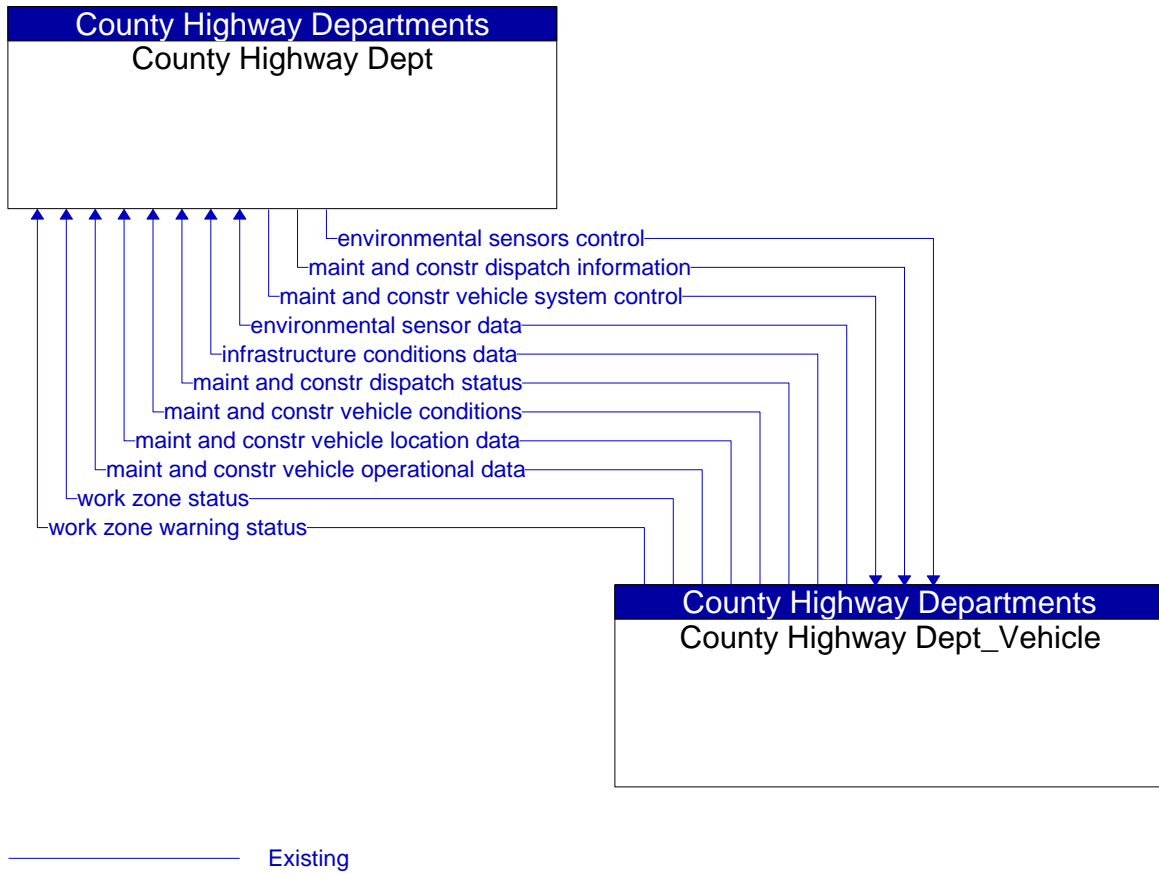 County Highway Departments
County Highway Dept
environmental sensors control
maint and constr dispatch information
maint and constr vehicle system control
environmental sensor data
infrastructure conditions data
maint and constr dispatch status
maint and constr vehicle conditions
maint and constr vehicle location data
maint and constr vehicle operational data
work zone status
work zone warning status
County Highway Departments
County Highway Dept_Vehicle
Existing